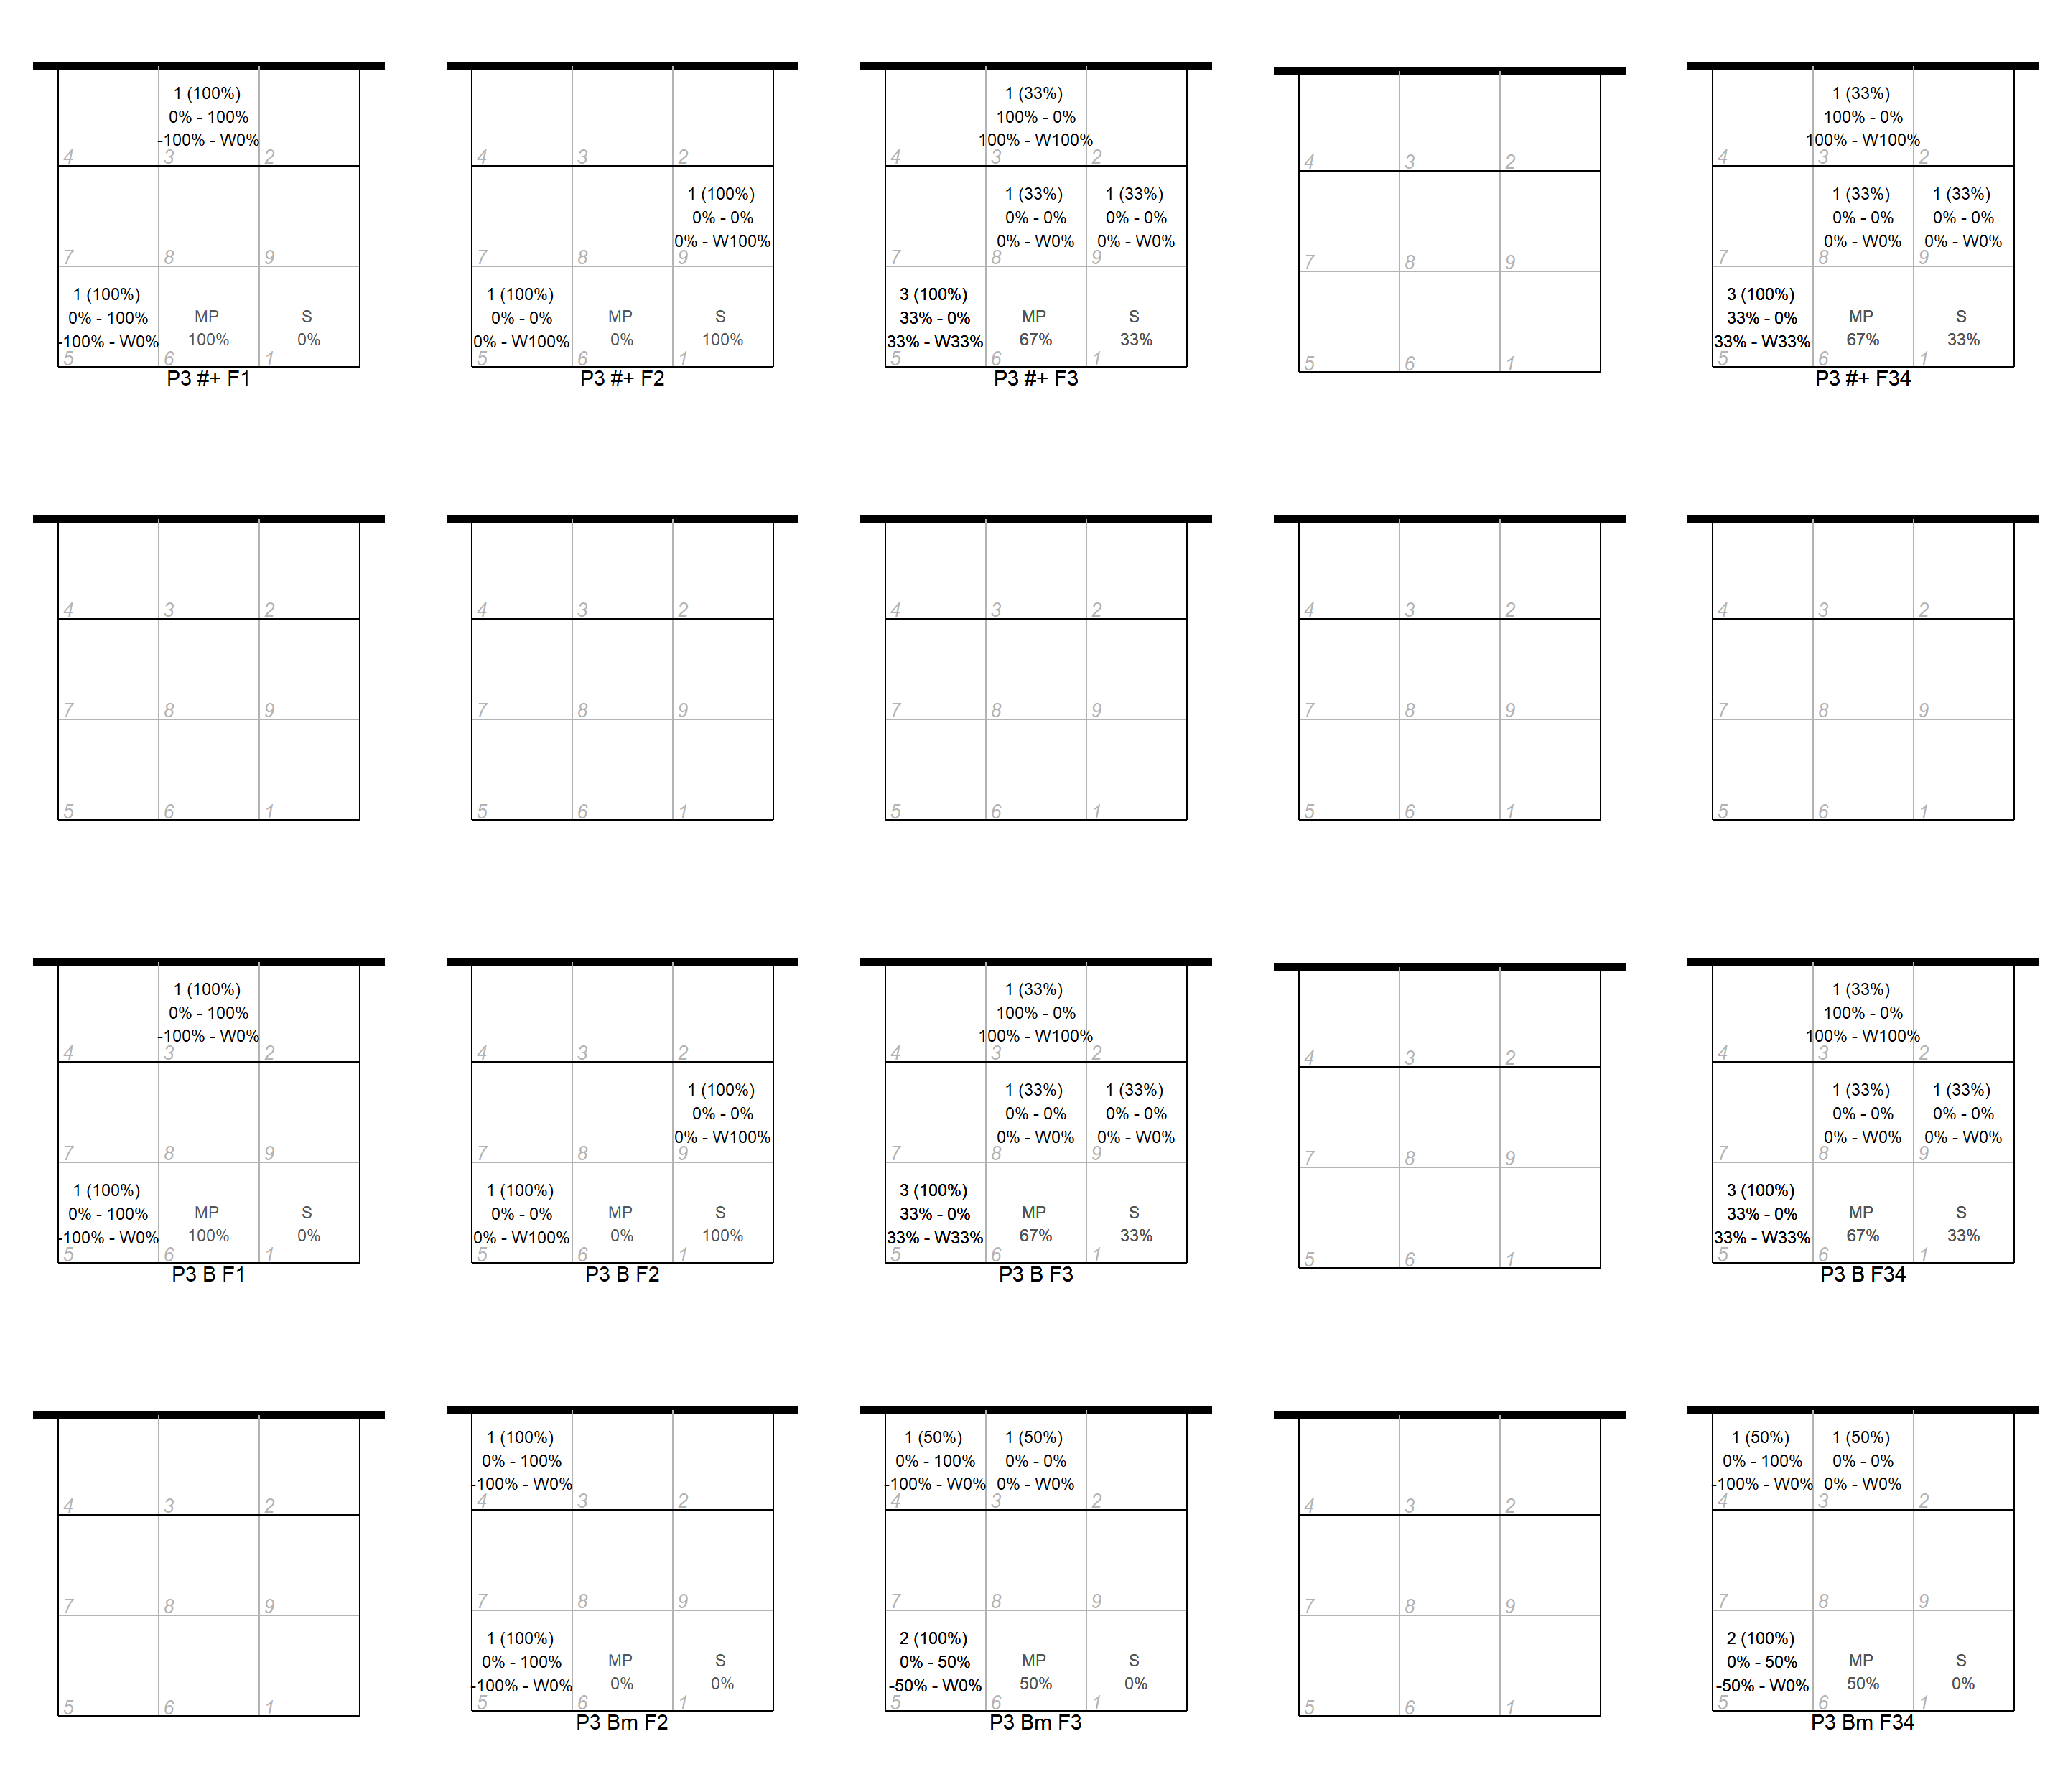 1 (100%)
0% - 100%
-100% - W0%
4 3 2
7 8 9
1 (100%)
0% - 100%
-100% - W0%
MP
100%
S
0%
5 6 1
P3 #+ F1
4 3 2
1 (100%)
0% - 0%
0% - W100%
7 8 9
1 (100%)
0% - 0%
0% - W100%
MP
0%
S
100%
5 6 1
P3 #+ F2
1 (33%)
100% - 0%
100% - W100%
4 3 2
1 (33%)
0% - 0%
0% - W0%
1 (33%)
0% - 0%
0% - W0%
7 8 9
3 (100%)
33% - 0%
33% - W33%
MP
67%
S
33%
5 6 1
P3 #+ F3
4 3 2
7 8 9
5 6 1
1 (33%)
100% - 0%
100% - W100%
4 3 2
1 (33%)
0% - 0%
0% - W0%
1 (33%)
0% - 0%
0% - W0%
7 8 9
3 (100%)
33% - 0%
33% - W33%
MP
67%
S
33%
5 6 1
P3 #+ F34
4 3 2
7 8 9
5 6 1
4 3 2
7 8 9
5 6 1
4 3 2
7 8 9
5 6 1
4 3 2
7 8 9
5 6 1
4 3 2
7 8 9
5 6 1
1 (100%)
0% - 100%
-100% - W0%
4 3 2
7 8 9
1 (100%)
0% - 100%
-100% - W0%
MP
100%
S
0%
5 6 1
P3 B F1
4 3 2
1 (100%)
0% - 0%
0% - W100%
7 8 9
1 (100%)
0% - 0%
0% - W100%
MP
0%
S
100%
5 6 1
P3 B F2
1 (33%)
100% - 0%
100% - W100%
4 3 2
1 (33%)
0% - 0%
0% - W0%
1 (33%)
0% - 0%
0% - W0%
7 8 9
3 (100%)
33% - 0%
33% - W33%
MP
67%
S
33%
5 6 1
P3 B F3
4 3 2
7 8 9
5 6 1
1 (33%)
100% - 0%
100% - W100%
4 3 2
1 (33%)
0% - 0%
0% - W0%
1 (33%)
0% - 0%
0% - W0%
7 8 9
3 (100%)
33% - 0%
33% - W33%
MP
67%
S
33%
5 6 1
P3 B F34
4 3 2
7 8 9
5 6 1
1 (100%)
0% - 100%
-100% - W0%
4 3 2
7 8 9
1 (100%)
0% - 100%
-100% - W0%
MP
0%
S
0%
5 6 1
P3 Bm F2
1 (50%)
0% - 100%
-100% - W0%
1 (50%)
0% - 0%
0% - W0%
4 3 2
7 8 9
2 (100%)
0% - 50%
-50% - W0%
MP
50%
S
0%
5 6 1
P3 Bm F3
4 3 2
7 8 9
5 6 1
1 (50%)
0% - 100%
-100% - W0%
1 (50%)
0% - 0%
0% - W0%
4 3 2
7 8 9
2 (100%)
0% - 50%
-50% - W0%
MP
50%
S
0%
5 6 1
P3 Bm F34